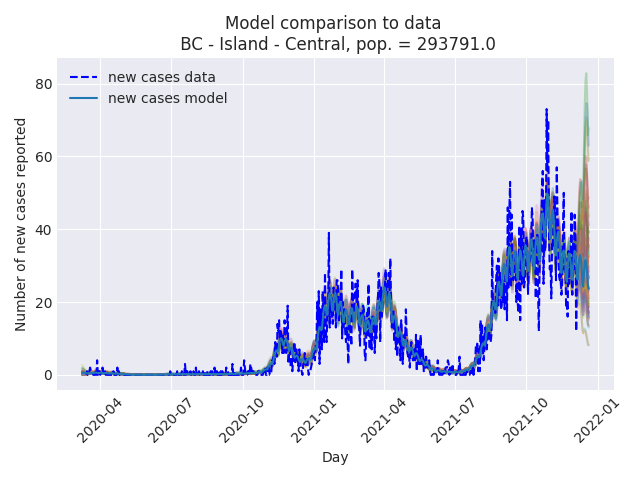 Model comparison to data
BC - Island - Central, pop. = 293791.0
new cases data
new cases model
Number of new cases reported
80
60
40
20
0
2020-04
2020-07
2020-10
2021-01
2021-04
2021-07
2021-10
2022-01
Day